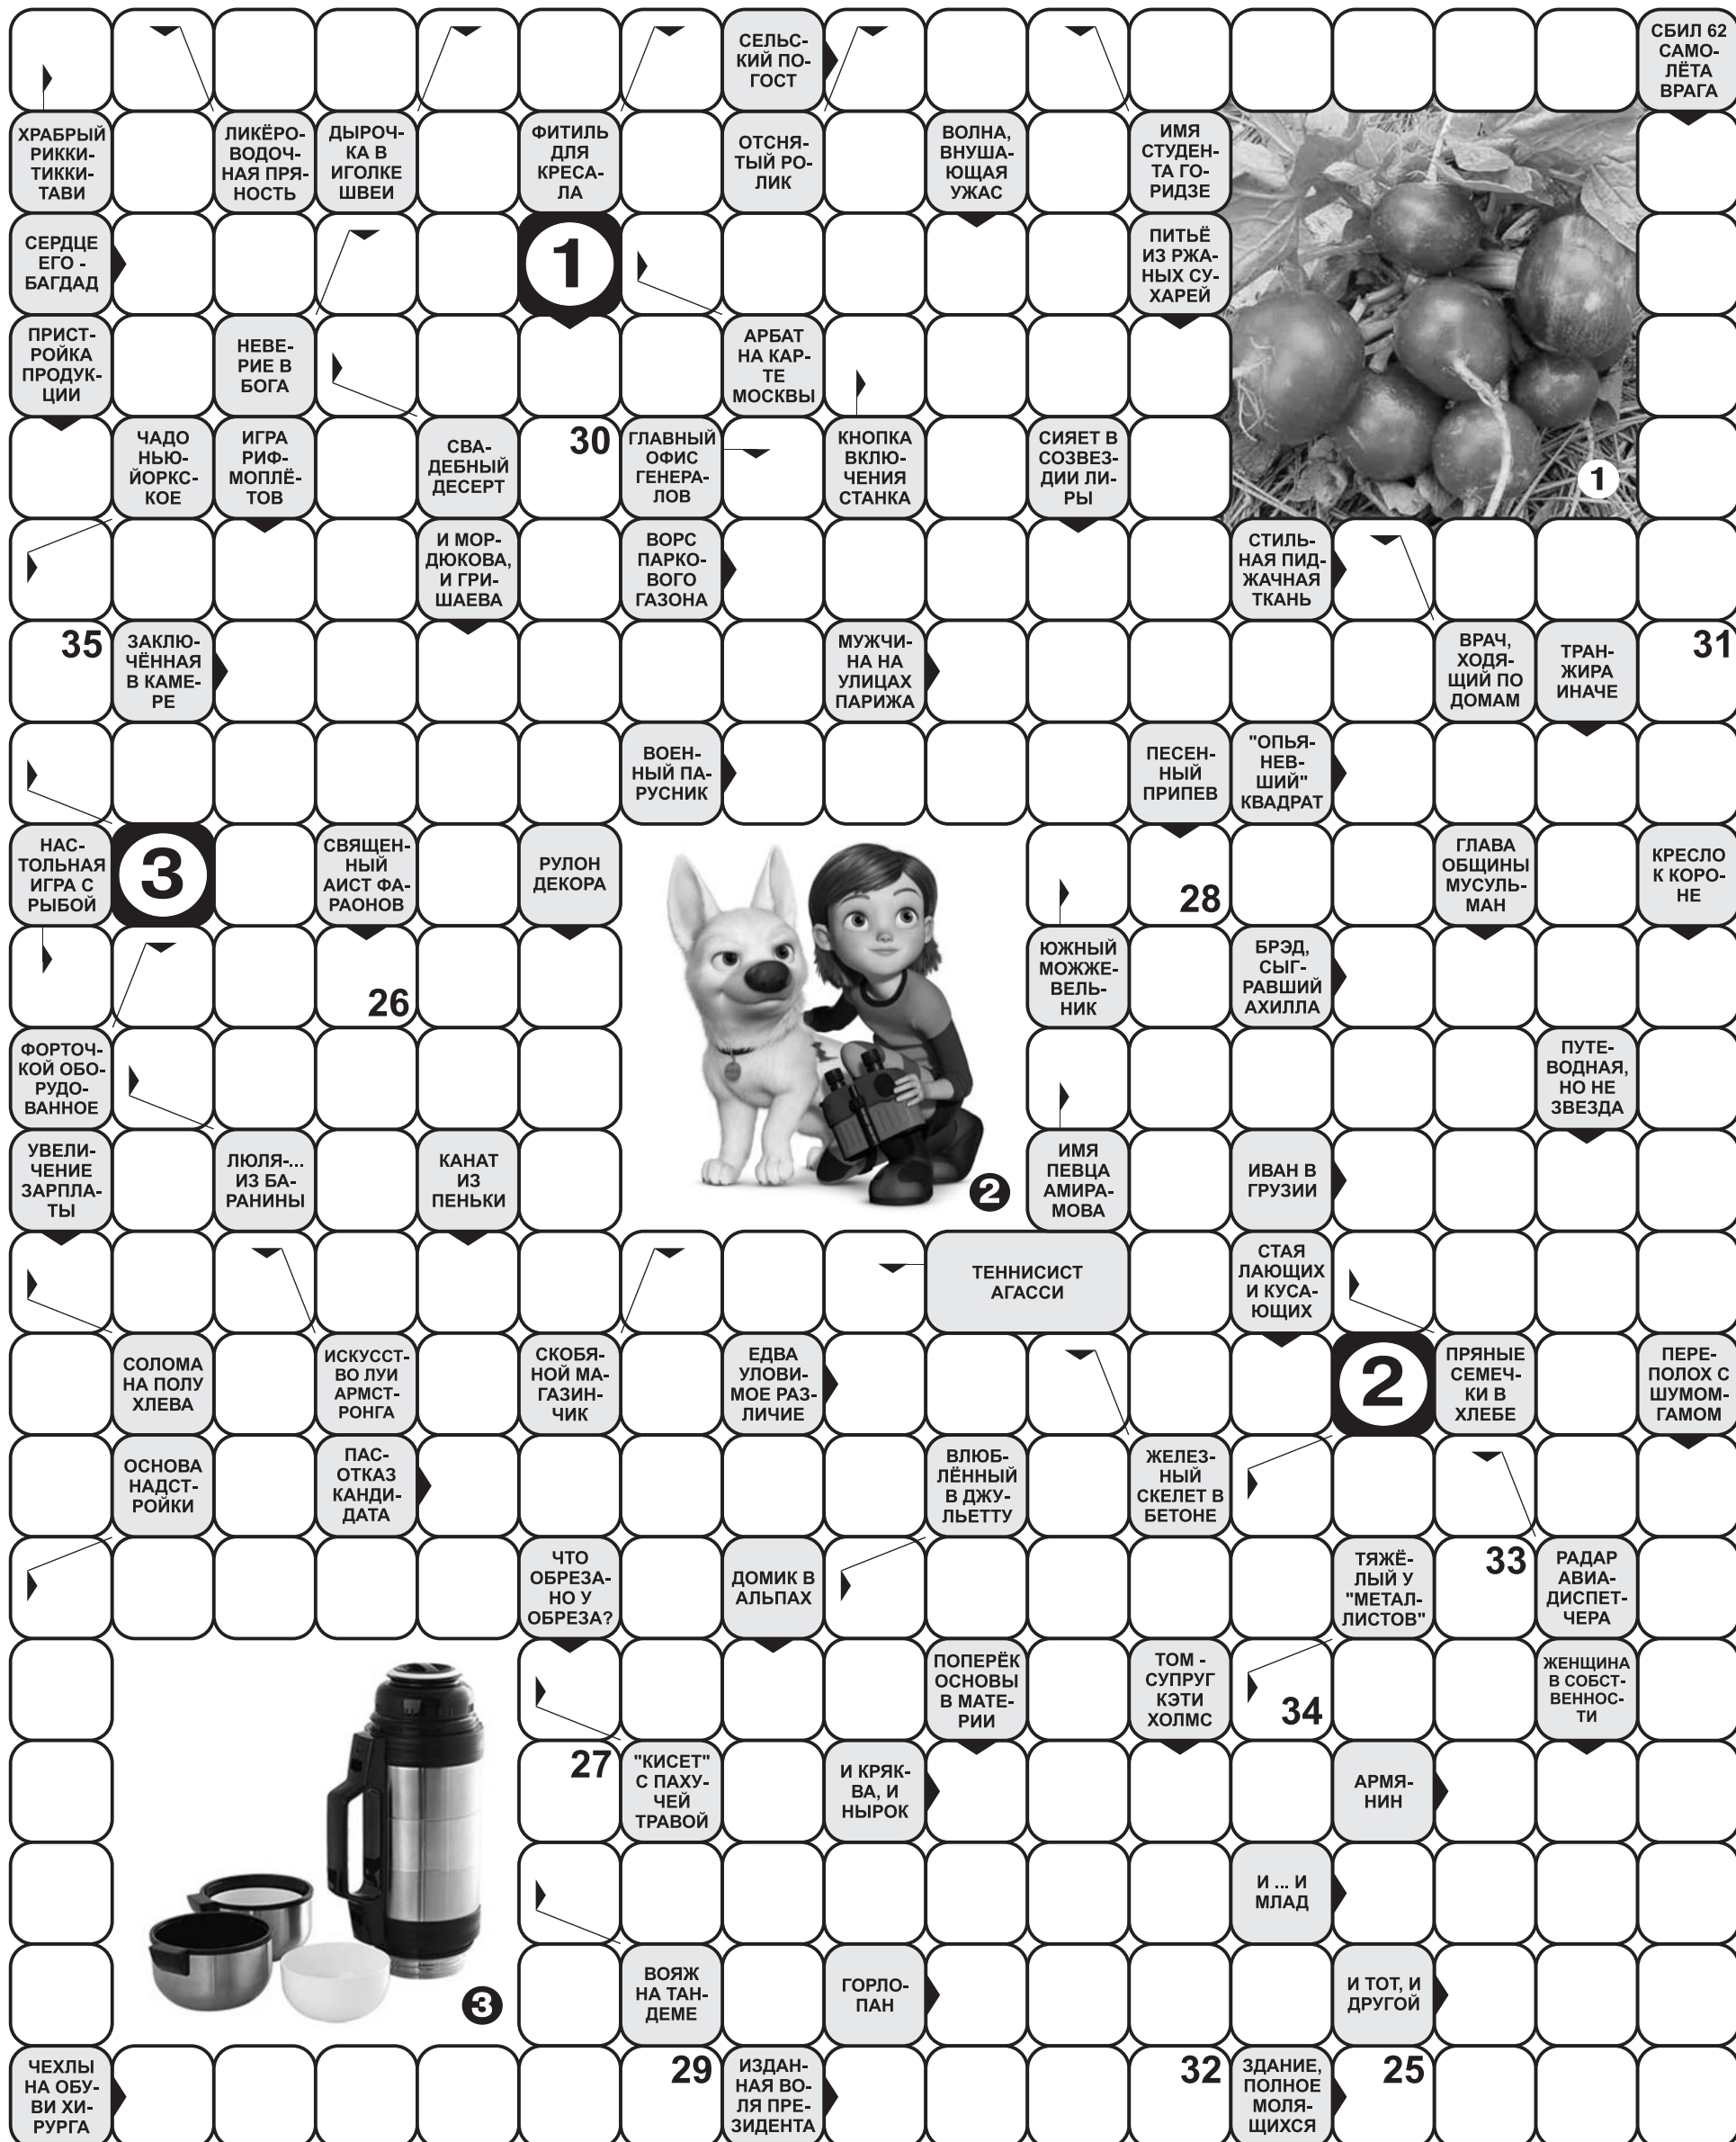 СЕЛЬС-
КИЙ ПО-
ГОСТ
СБИЛ 62
САМО-
ЛЁТА
ВРАГА
ХРАБРЫЙ
РИККИ-
ТИККИ-
ТАВИ
ЛИКЁРО-
ВОДОЧ-
НАЯ ПРЯ-
НОСТЬ
ДЫРОЧ-
КА В
ИГОЛКЕ
ШВЕИ
ФИТИЛЬ
ДЛЯ
КРЕСА-
ЛА
ОТСНЯ-
ТЫЙ РО-
ЛИК
ВОЛНА,
ВНУША-
ЮЩАЯ
УЖАС
ИМЯ
СТУДЕН-
ТА ГО-
РИДЗЕ
СЕРДЦЕ
ЕГО -
БАГДАД
1
ПИТЬЁ
ИЗ РЖА-
НЫХ СУ-
ХАРЕЙ
ПРИСТ-
РОЙКА
ПРОДУК-
ЦИИ
НЕВЕ-
РИЕ В
БОГА
АРБАТ
НА КАР-
ТЕ
МОСКВЫ
ЧАДО
НЬЮ-
ЙОРКС-
КОЕ
ИГРА
РИФ-
МОПЛЁ-
ТОВ
СВА-
ДЕБНЫЙ
ДЕСЕРТ
30
ГЛАВНЫЙ
ОФИС
ГЕНЕРА-
ЛОВ
КНОПКА
ВКЛЮ-
ЧЕНИЯ
СТАНКА
СИЯЕТ В
СОЗВЕЗ-
ДИИ ЛИ-
РЫ
1
И МОР-
ДЮКОВА,
И ГРИ-
ШАЕВА
ВОРС
ПАРКО-
ВОГО
ГАЗОНА
СТИЛЬ-
НАЯ ПИД-
ЖАЧНАЯ
ТКАНЬ
35
ЗАКЛЮ-
ЧЁННАЯ
В КАМЕ-
РЕ
МУЖЧИ-
НА НА
УЛИЦАХ
ПАРИЖА
ВРАЧ,
ХОДЯ-
ЩИЙ ПО
ДОМАМ
ТРАН-
ЖИРА
ИНАЧЕ
31
ВОЕН-
НЫЙ ПА-
РУСНИК
ПЕСЕН-
НЫЙ
ПРИПЕВ
"ОПЬЯ-
НЕВ-
ШИЙ"
КВАДРАТ
НАС-
ТОЛЬНАЯ
ИГРА С
РЫБОЙ
3
СВЯЩЕН-
НЫЙ
АИСТ ФА-
РАОНОВ
РУЛОН
ДЕКОРА
28
ГЛАВА
ОБЩИНЫ
МУСУЛЬ-
МАН
КРЕСЛО
К КОРО-
НЕ
26
ЮЖНЫЙ
МОЖЖЕ-
ВЕЛЬ-
НИК
БРЭД,
СЫГ-
РАВШИЙ
АХИЛЛА
ФОРТОЧ-
КОЙ ОБО-
РУДО-
ВАННОЕ
ПУТЕ-
ВОДНАЯ,
НО НЕ
ЗВЕЗДА
УВЕЛИ-
ЧЕНИЕ
ЗАРПЛА-
ТЫ
ЛЮЛЯ-...
ИЗ БА-
РАНИНЫ
КАНАТ
ИЗ
ПЕНЬКИ
2
ИМЯ
ПЕВЦА
АМИРА-
МОВА
ИВАН В
ГРУЗИИ
ТЕННИСИСТ
АГАССИ
СТАЯ
ЛАЮЩИХ
И КУСА-
ЮЩИХ
СОЛОМА
НА ПОЛУ
ХЛЕВА
ИСКУССТ-
ВО ЛУИ
АРМСТ-
РОНГА
СКОБЯ-
НОЙ МА-
ГАЗИН-
ЧИК
ЕДВА
УЛОВИ-
МОЕ РАЗ-
ЛИЧИЕ
2
ПРЯНЫЕ
СЕМЕЧ-
КИ В
ХЛЕБЕ
ПЕРЕ-
ПОЛОХ С
ШУМОМ-
ГАМОМ
ОСНОВА
НАДСТ-
РОЙКИ
ПАС-
ОТКАЗ
КАНДИ-
ДАТА
ВЛЮБ-
ЛЁННЫЙ
В ДЖУ-
ЛЬЕТТУ
ЖЕЛЕЗ-
НЫЙ
СКЕЛЕТ В
БЕТОНЕ
ЧТО
ОБРЕЗА-
НО У
ОБРЕЗА?
ДОМИК В
АЛЬПАХ
ТЯЖЁ-
ЛЫЙ У
"МЕТАЛ-
ЛИСТОВ"
33
РАДАР
АВИА-
ДИСПЕТ-
ЧЕРА
ПОПЕРЁК
ОСНОВЫ
В МАТЕ-
РИИ
ТОМ -
СУПРУГ
КЭТИ
ХОЛМС
34
ЖЕНЩИНА
В СОБСТ-
ВЕННОС-
ТИ
27
"КИСЕТ"
С ПАХУ-
ЧЕЙ
ТРАВОЙ
И КРЯК-
ВА, И
НЫРОК
АРМЯ-
НИН
И ... И
МЛАД
3
ВОЯЖ
НА ТАН-
ДЕМЕ
ГОРЛО-
ПАН
И ТОТ, И
ДРУГОЙ
ЧЕХЛЫ
НА ОБУ-
ВИ ХИ-
РУРГА
29
ИЗДАН-
НАЯ ВО-
ЛЯ ПРЕ-
ЗИДЕНТА
32
ЗДАНИЕ,
ПОЛНОЕ
МОЛЯ-
ЩИХСЯ
25